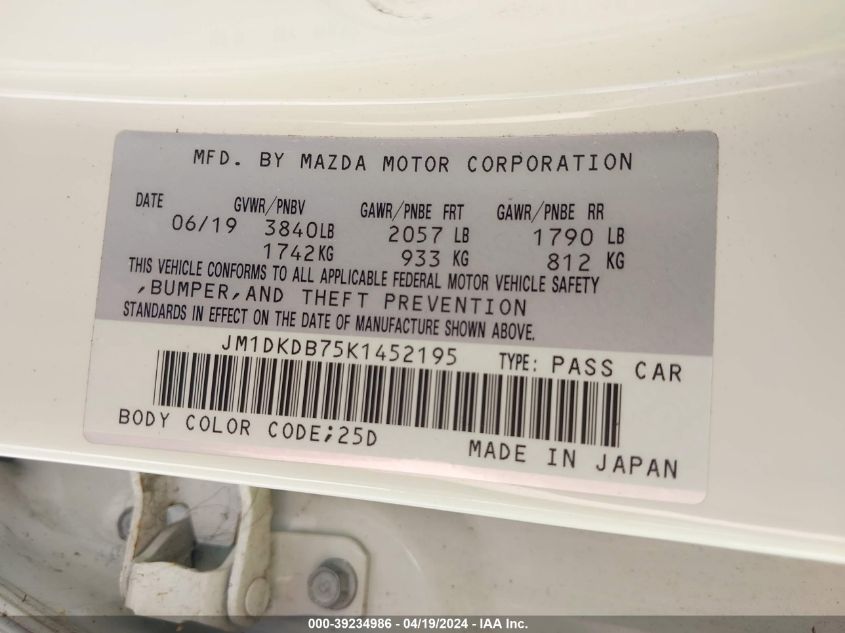 MFD. BY MAZDA MOTOR CORPORATION
DATE GVWR/PNBV GAWR/PNBE FRT GAWR/PNBE RR
06/19 3840LB 2057 LB 1790 LB
1742KG 933 KG 812 KG
THIS VEHICLE CONFORMS TO ALL APPLICABLE FEDERAL MOTOR VEHICLE SAFETY
,BUMPER,AND THEFT PREVENTION
STANDARDS IN EFFECT ON THE DATE OF MANUFACTURE SHOWN ABOVE.
JM1DKDB75K1452195 TYPE: PASS CAR
BODY COLOR CODE;25D
MADE IN JAPAN
000-39234986 - 04/19/2024 - IAA Inc.